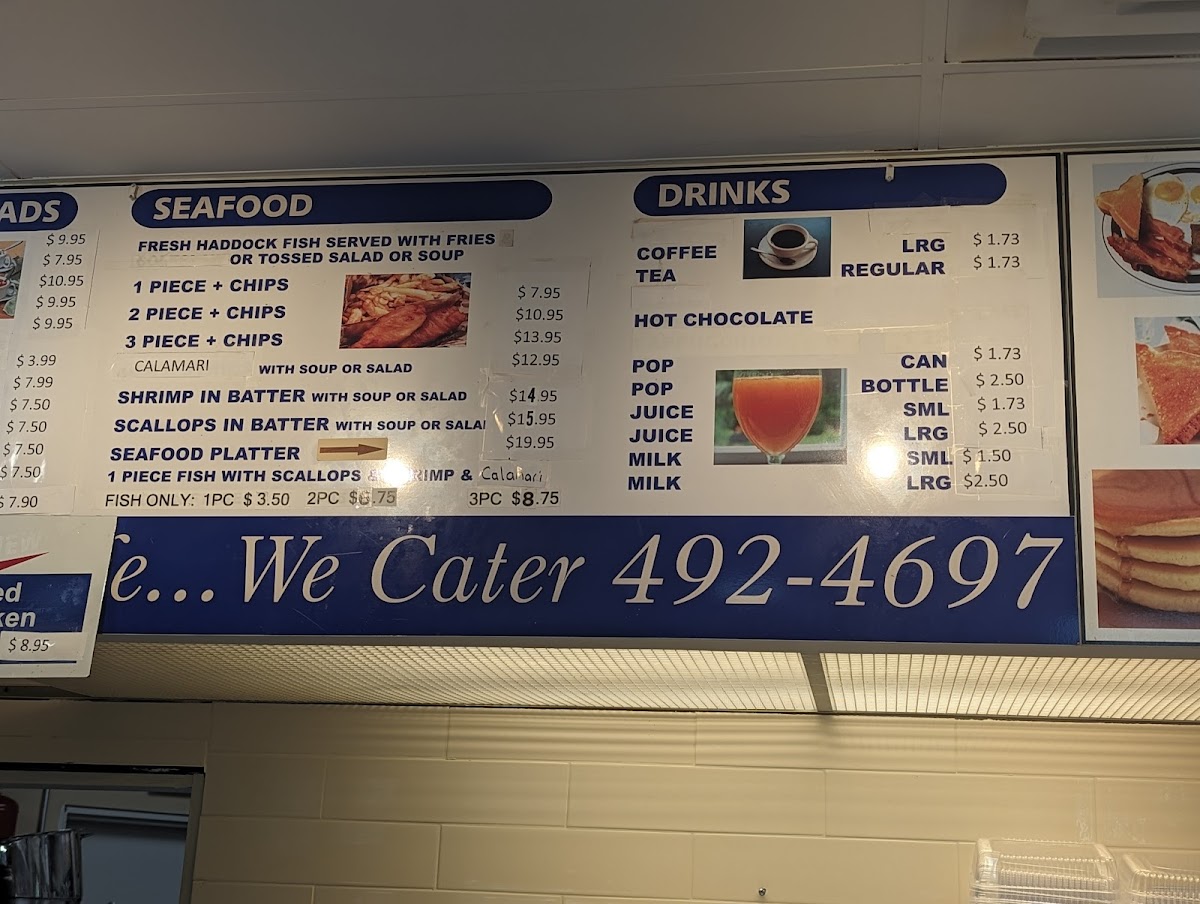 ADS
$ 9.95
$ 7.95
$10.95
$ 9.95
$ 9.95
$ 3.99
$ 7.99
$ 7.50
$ 7.50
$ 7.50
$ 7.50
$ 7.90
ed
ken
$ 8.95
SEAFOOD
FRESH HADDOCK FISH SERVED WITH FRIES
OR TOSSED SALAD OR SOUP
1 PIECE + CHIPS $ 7.95
2 PIECE + CHIPS $10.95
3 PIECE + CHIPS $13.95
CALAMARI WITH SOUP OR SALAD $12.95
SHRIMP IN BATTER WITH SOUP OR SALAD $14.95
SCALLOPS IN BATTER WITH SOUP OR SALA $15.95
SEAFOOD PLATTER $19.95
1 PIECE FISH WITH SCALLOPS & SHRIMP & Calamari
FISH ONLY: 1PC $ 3.50 2PC $6.75 3PC $8.75
DRINKS
COFFEE LRG $ 1.73
TEA REGULAR $ 1.73
HOT CHOCOLATE
POP CAN $ 1.73
POP BOTTLE $ 2.50
JUICE SML $ 1.73
JUICE LRG $ 2.50
MILK SML $ 1.50
MILK LRG $2.50
fe... We Cater 492-4697